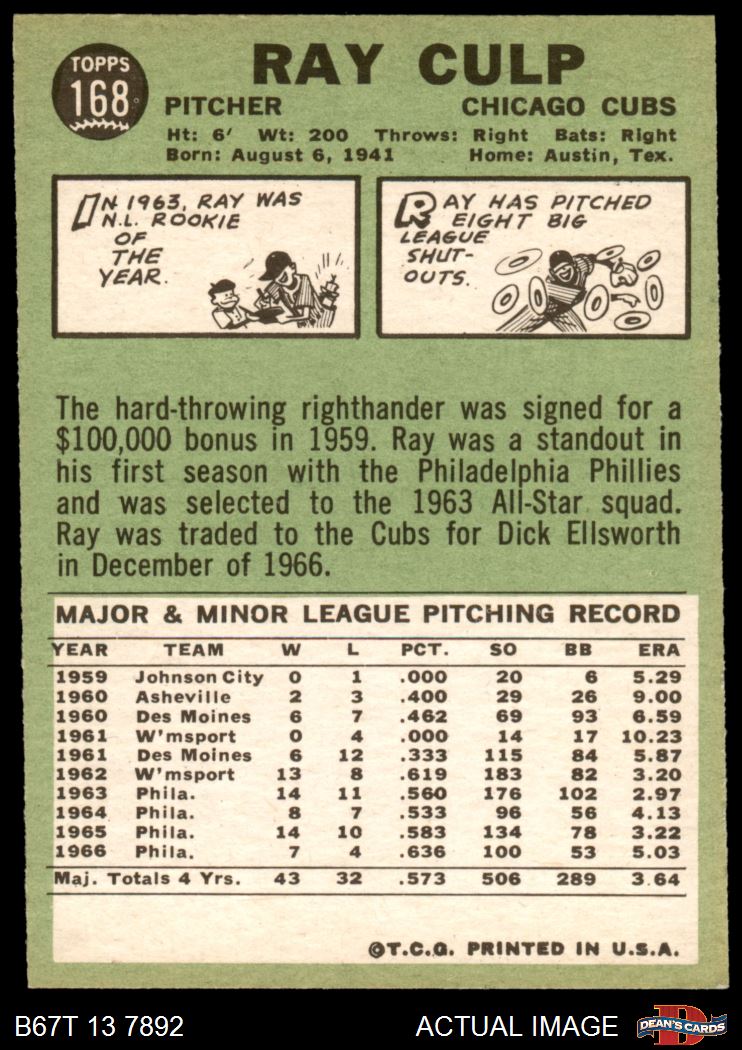 TOPPS
168
RAY CULP
PITCHER CHICAGO CUBS
Ht: 6' Wt: 200 Throws: Right Bats: Right
Born: August 6, 1941 Home: Austin, Tex.
IN 1963, RAY WAS
N.L. ROOKIE
OF
THE
YEAR.
RAY HAS PITCHED
EIGHT BIG
LEAGUE
SHUT-
OUTS.
The hard-throwing righthander was signed for a
$100,000 bonus in 1959. Ray was a standout in
his first season with the Philadelphia Phillies
and was selected to the 1963 All-Star squad.
Ray was traded to the Cubs for Dick Ellsworth
in December of 1966.
MAJOR & MINOR LEAGUE PITCHING RECORD
YEAR TEAM W L PCT. SO BB ERA
1959 Johnson City 0 1 .000 20 6 5.29
1960 Asheville 2 3 .400 29 26 9.00
1960 Des Moines 6 7 .462 69 93 6.59
1961 W'msport 0 4 .000 14 17 10.23
1961 Des Moines 6 12 .333 115 84 5.87
1962 W'msport 13 8 .619 183 82 3.20
1963 Phila. 14 11 .560 176 102 2.97
1964 Phila. 8 7 .533 96 56 4.13
1965 Phila. 14 10 .583 134 78 3.22
1966 Phila. 7 4 .636 100 53 5.03
Maj. Totals 4 Yrs. 43 32 .573 506 289 3.64
©T.C.G. PRINTED IN U.S.A.
B67T 13 7892 ACTUAL IMAGE DEAN'S CARDS